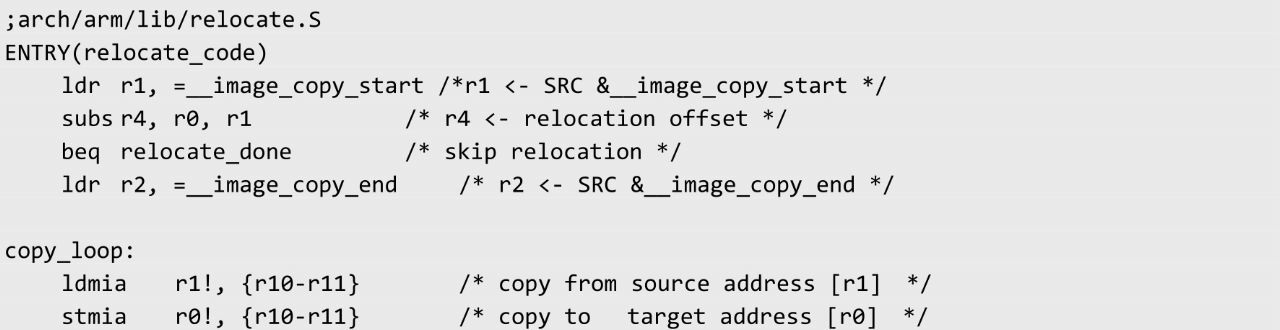 ;arch/arm/lib/relocate.S
ENTRY(relocate_code)
ldr r1, =__image_copy_start /*r1 <- SRC &__image_copy_start */
subs r4, r0, r1 /* r4 <- relocation offset */
beq relocate_done /* skip relocation */
ldr r2, =__image_copy_end /* r2 <- SRC &__image_copy_end */
copy_loop:
ldmia r1!, {r10-r11} /* copy from source address [r1] */
stmia r0!, {r10-r11} /* copy to target address [r0] */